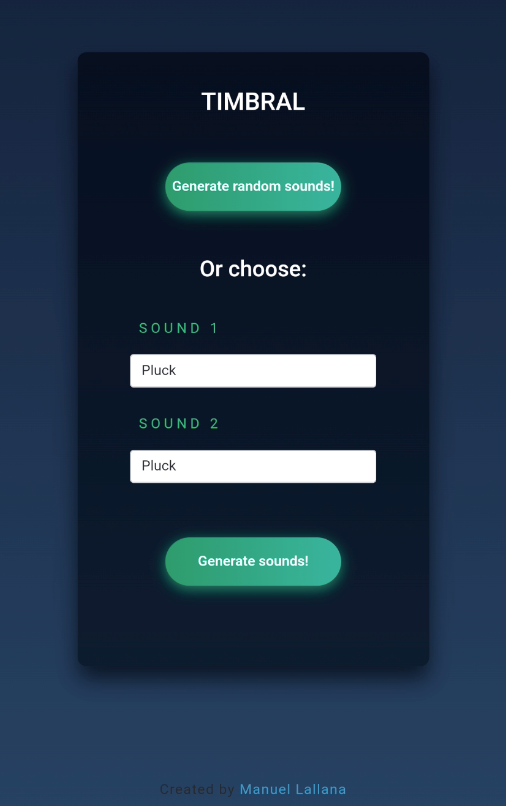 TIMBRAL
Generate random sounds!
Or choose:
SOUND 1
Pluck
SOUND 2
Pluck
Generate sounds!
Created by Manuel Lallana